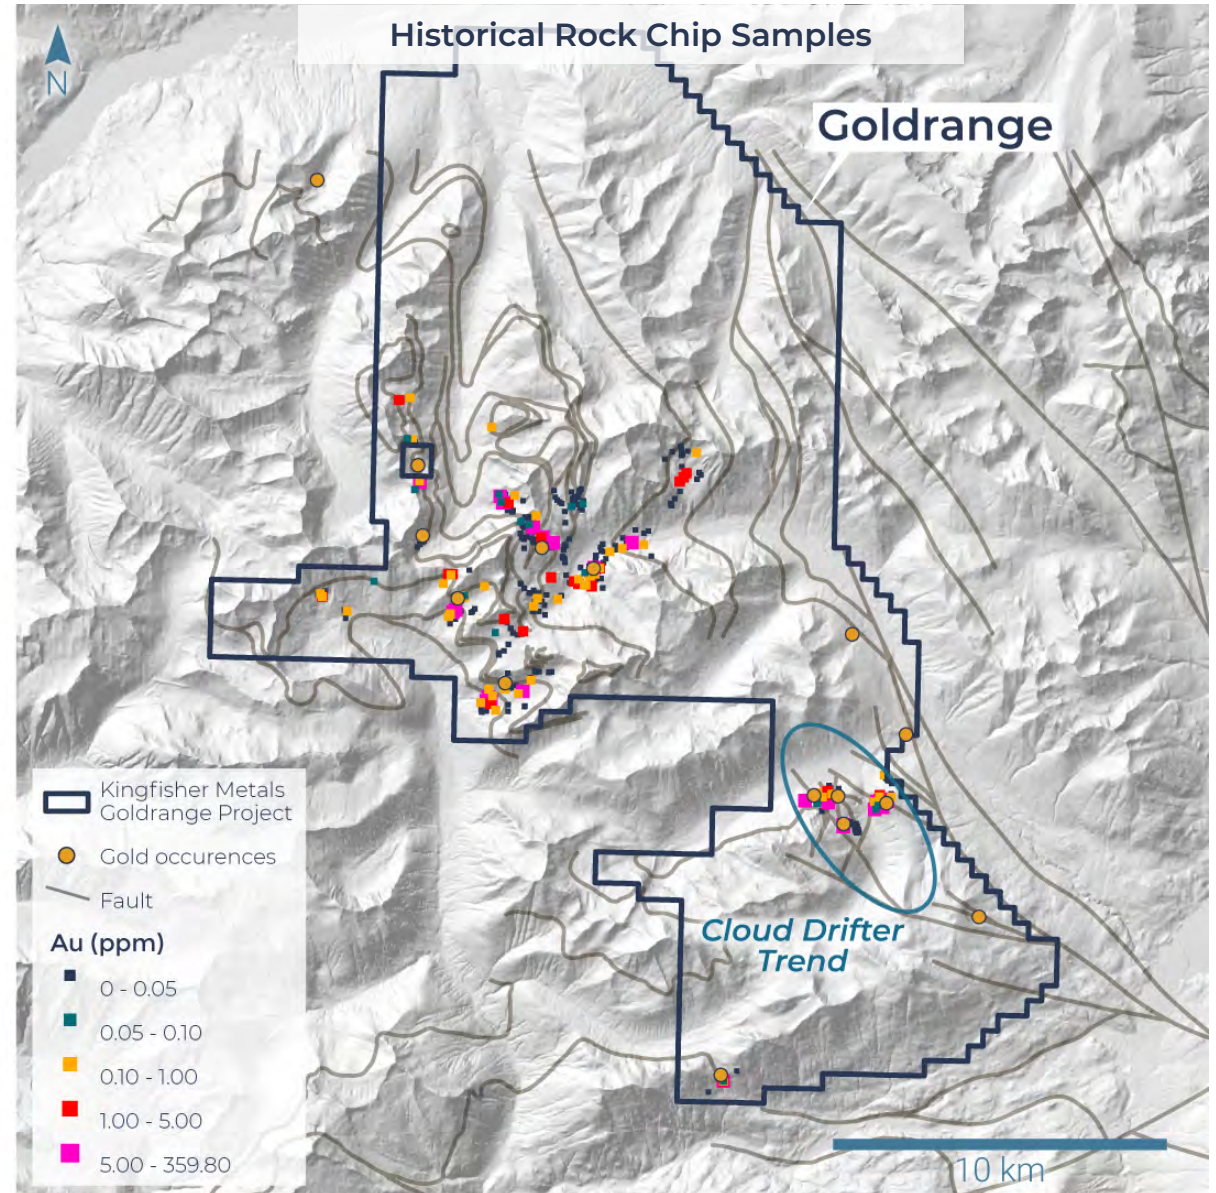 Historical Rock Chip Samples
N
Goldrange
Kingfisher Metals
Goldrange Project
Gold occurences
Fault
Au (ppm)
0 - 0.05
0.05 - 0.10
0.10 - 1.00
1.00 - 5.00
5.00 - 359.80
Cloud Drifter
Trend
10 km